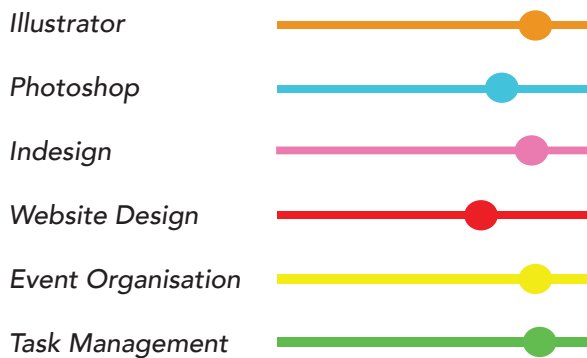 Illustrator
Photoshop
Indesign
Website Design
Event Organisation
Task Management